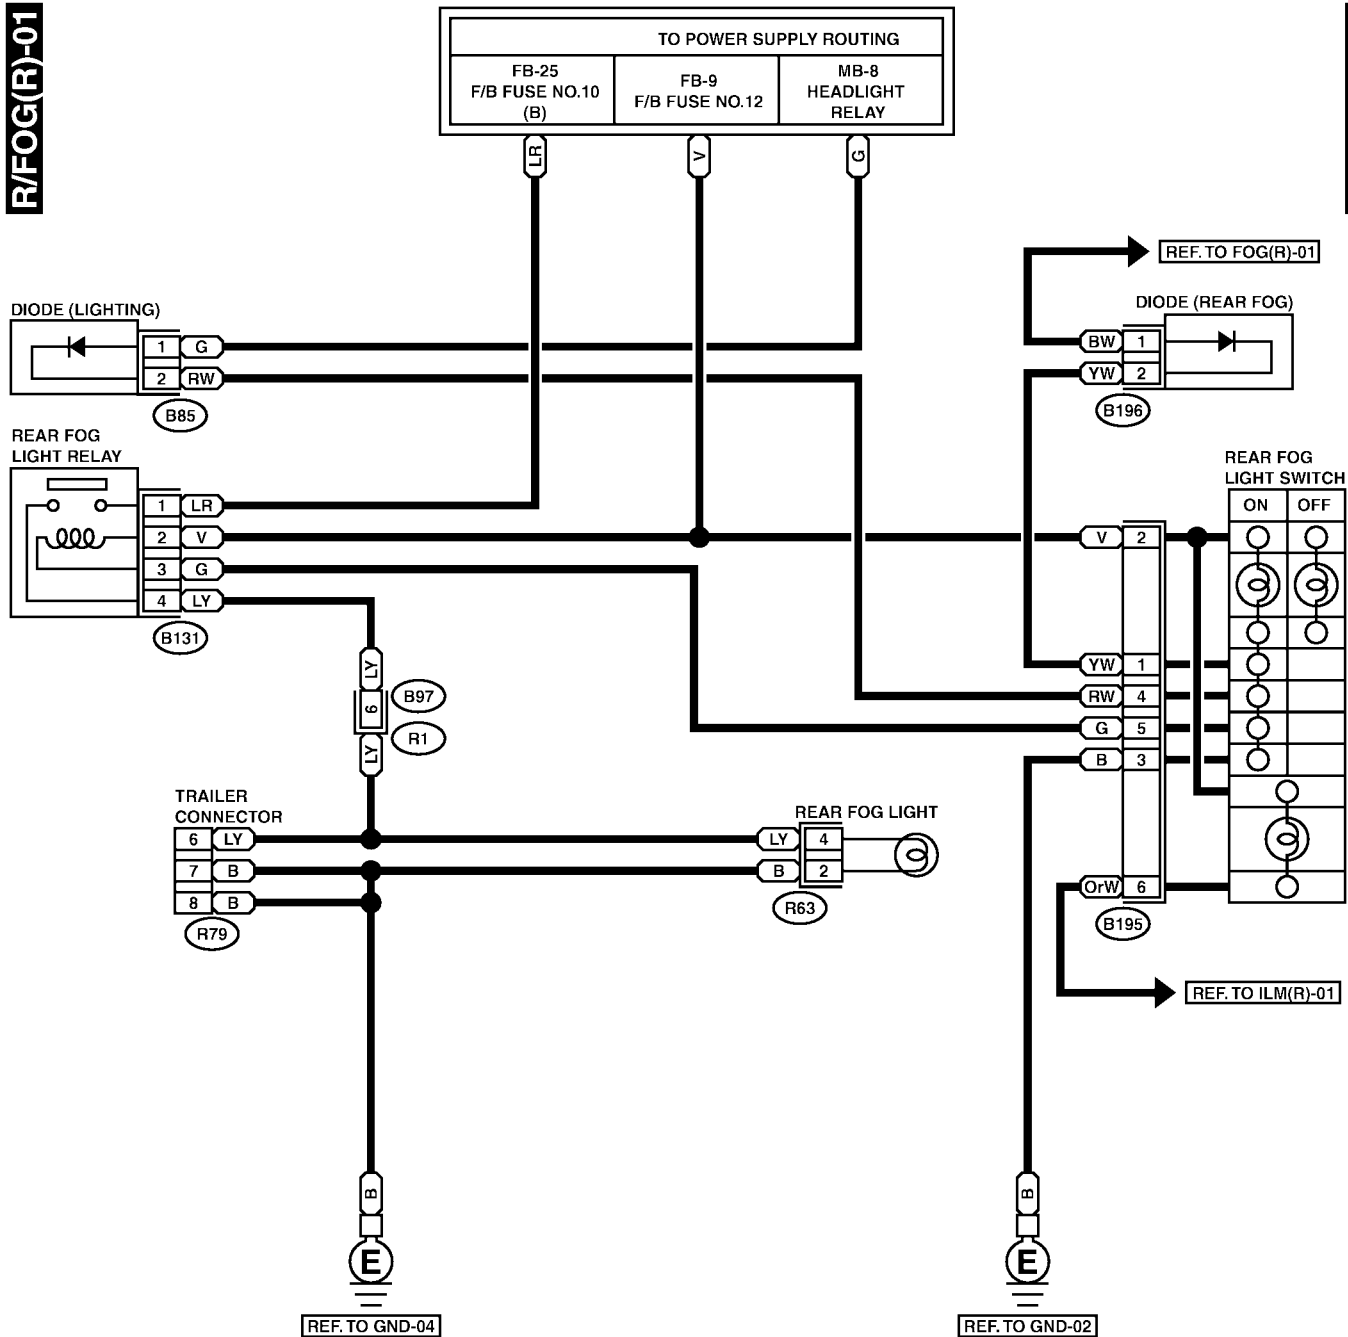 R/FOG(R)-01
TO POWER SUPPLY ROUTING
FB-25
F/B FUSE NO.10
(B)
FB-9
F/B FUSE NO.12
MB-8
HEADLIGHT
RELAY
LR
V
G
REF. TO FOG(R)-01
DIODE (LIGHTING)
1 G
2 RW
B85
DIODE (REAR FOG)
BW 1
YW 2
B196
REAR FOG
LIGHT RELAY
1 LR
2 V
3 G
4 LY
B131
REAR FOG
LIGHT SWITCH
ON OFF
V 2
YW 1
RW 4
G 5
B 3
OrW 6
B195
LY
6
B97
R1
LY
TRAILER
CONNECTOR
6 LY
7 B
8 B
R79
REAR FOG LIGHT
LY 4
B 2
R63
REF. TO ILM(R)-01
B
E
REF. TO GND-04
B
E
REF. TO GND-02